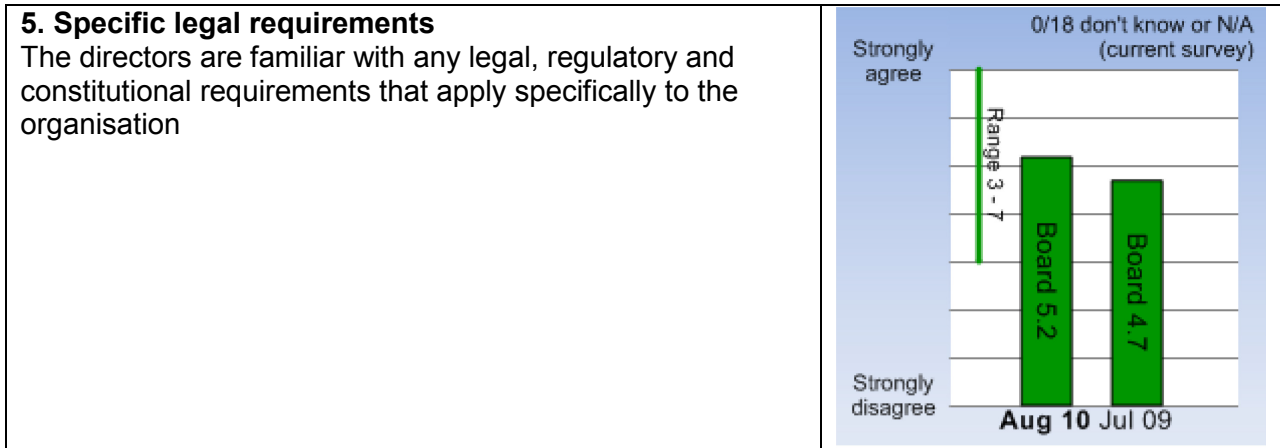 5. Specific legal requirements
The directors are familiar with any legal, regulatory and
constitutional requirements that apply specifically to the
organisation
0/18 don't know or N/A
(current survey)
Strongly
agree
Range 3 - 7
Board 5.2
Board 4.7
Strongly
disagree
Aug 10 Jul 09